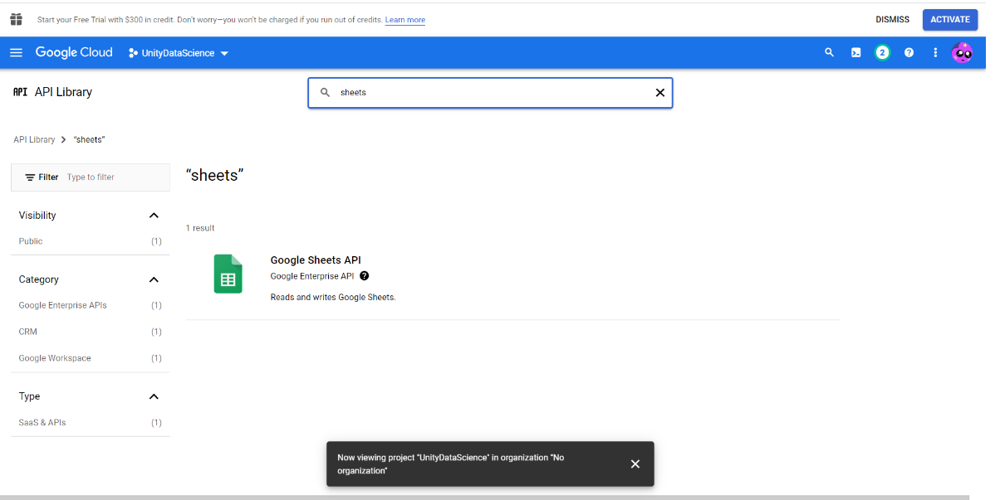 Start your Free Trial with $300 in credit. Don't worry—you won't be charged if you run out of credits. Learn more
DISMISS
ACTIVATE
Google Cloud
UnityDataScience
2
API API Library
sheets
API Library > "sheets"
Filter Type to filter
Visibility
Public (1)
Category
Google Enterprise APIs (1)
CRM (1)
Google Workspace (1)
Type
SaaS & APIs (1)
"sheets"
1 result
Google Sheets API
Google Enterprise API
Reads and writes Google Sheets.
Now viewing project "UnityDataScience" in organization "No
organization"